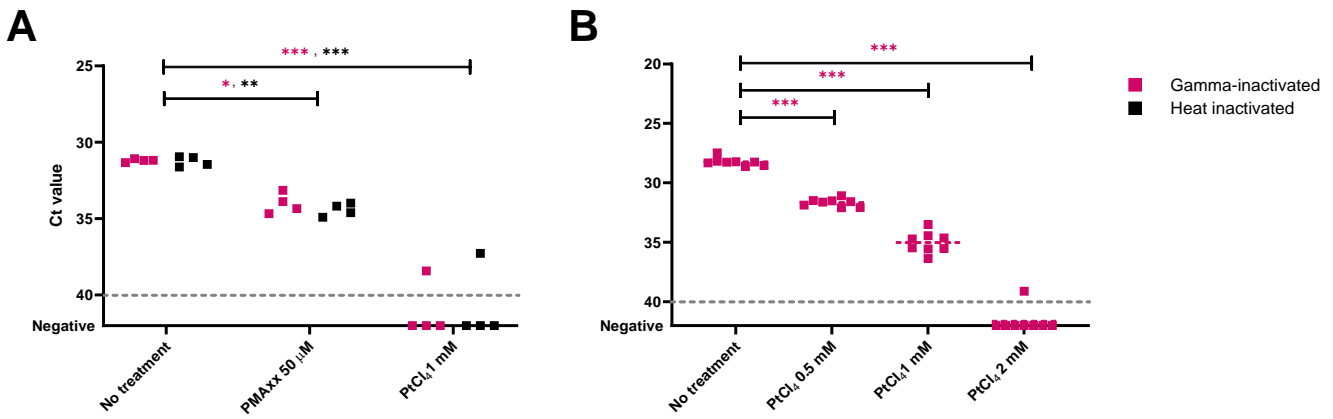 A
*** , ***
* , **
25
30
35
40
Negative
Ct value
No treatment
PMAxx 50 µM
PtCl₄ 1 mM
B
***
***
***
20
25
30
35
40
Negative
No treatment
PtCl₄ 0.5 mM
PtCl₄ 1 mM
PtCl₄ 2 mM
Gamma-inactivated
Heat inactivated